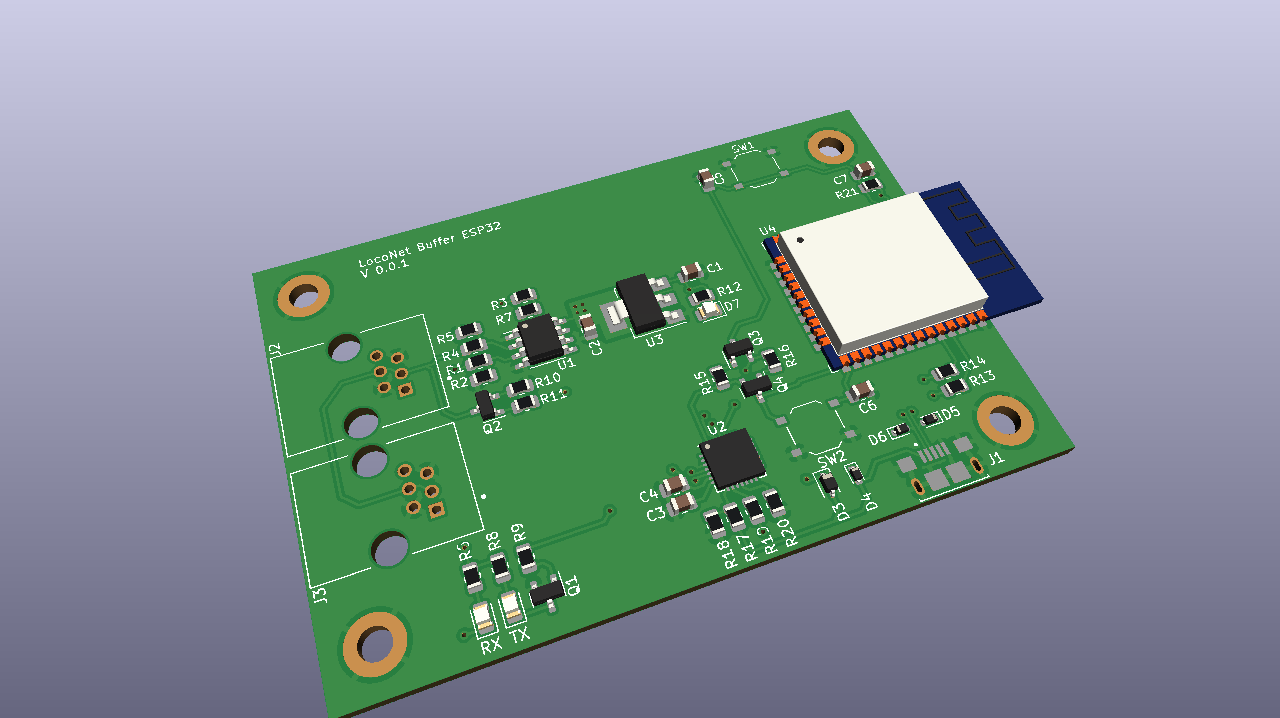 SW1
C5
C7
R21
LocoNet Buffer ESP32
V 0.0.1
U4
C1
R12
D7
R3
R7
R5
R4
R1
R2
U1
C2
U3
J2
Q3
R16
R15
Q4
R10
R11
Q2
R14
R13
C6
D5
D6
U2
SW2
J1
C4
C3
D3
D4
R18
R17
R19
R20
R6
R8
R9
Q1
J3
RX
TX